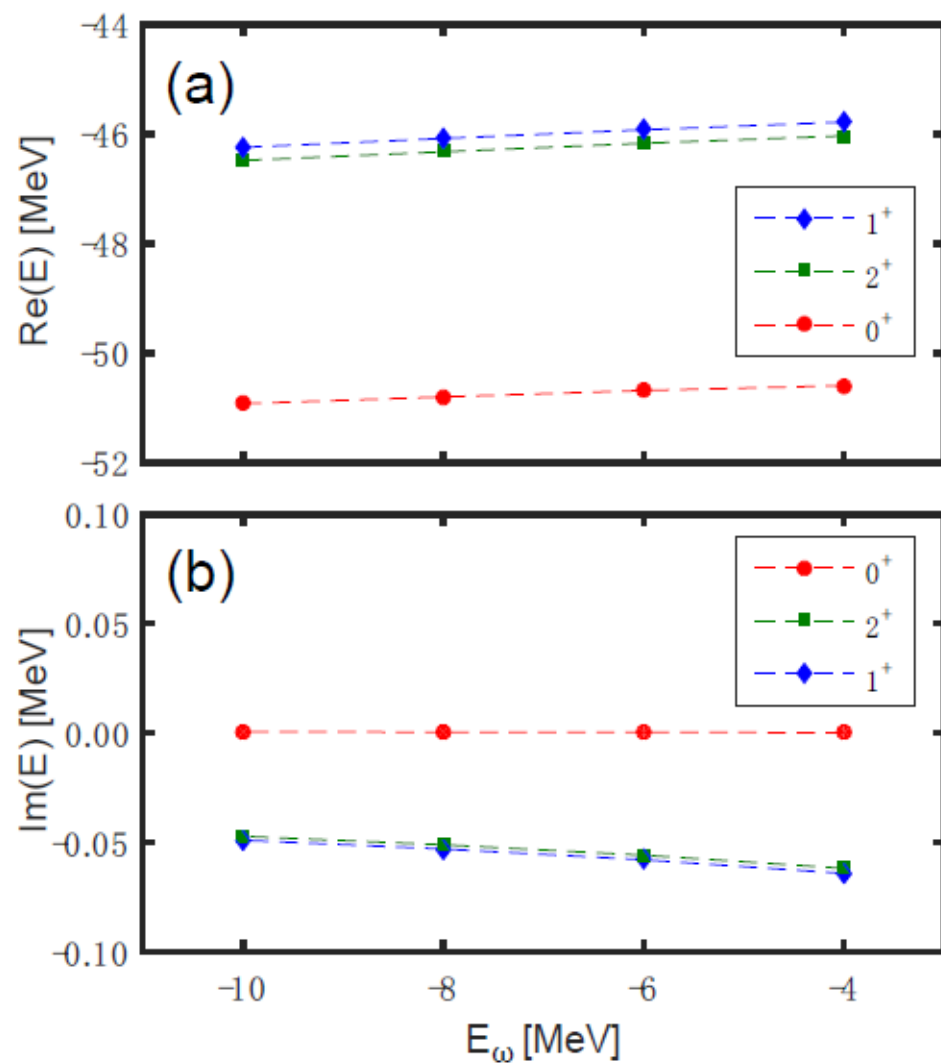 (a)
Re(E) [MeV]
−44
−46
−48
−50
−52
1⁺
2⁺
0⁺
(b)
Im(E) [MeV]
0.10
0.05
0.00
−0.05
−0.10
0⁺
2⁺
1⁺
−10 −8 −6 −4
E_ω [MeV]